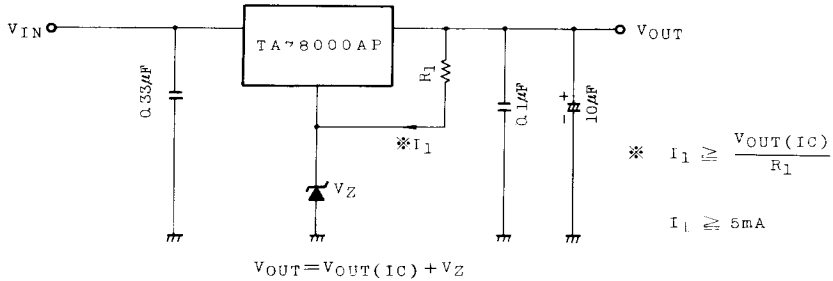 VIN
TA78000AP
VOUT
0.33µF
R1
※I1
0.1µF
+
-
10µF
VZ
※ I1 ≧ VOUT(IC)
R1
I1 ≧ 5mA
VOUT=VOUT(IC)+VZ